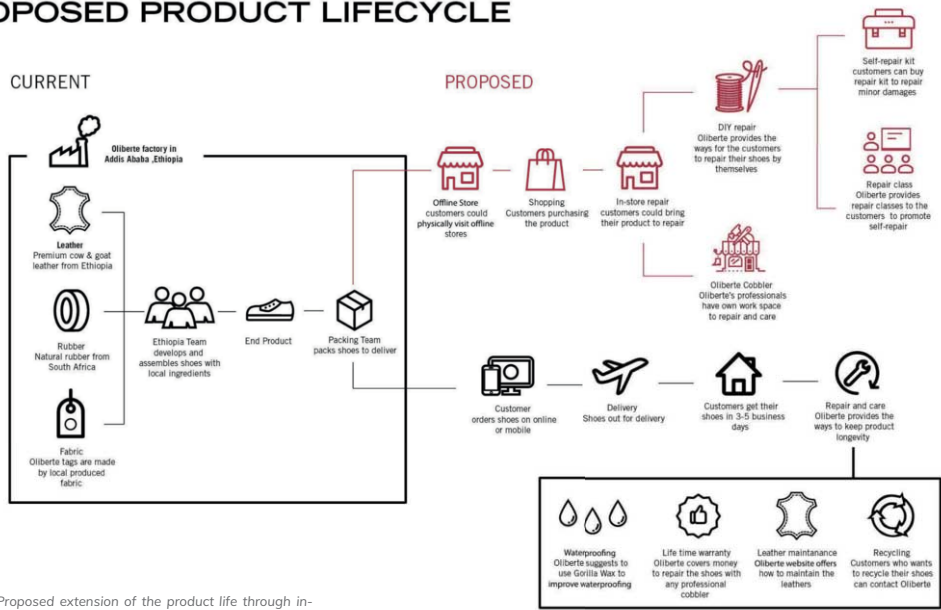 OPOSED PRODUCT LIFECYCLE
CURRENT
PROPOSED
Oliberte factory in
Addis Ababa ,Ethiopia
Leather
Premium cow & goat
leather from Ethiopia
Rubber
Natural rubber from
South Africa
Fabric
Oliberte tags are made
by local produced
fabric
Ethiopia Team
develops and
assembles shoes with
local ingredients
End Product
Packing Team
packs shoes to deliver
Offline Store
customers could
physically visit offline
stores
Shopping
Customers purchasing
the product
In-store repair
customers could bring
their product to repair
DIY repair
Oliberte provides the
ways for the customers
to repair their shoes by
themselves
Self-repair kit
customers can buy
repair kit to repair
minor damages
Repair class
Oliberte provides
repair classes to the
customers to promote
self-repair
Oliberte Cobbler
Oliberte's professionals
have own work space
to repair and care
Customer
orders shoes on online
or mobile
Delivery
Shoes out for delivery
Customers get their
shoes in 3-5 business
days
Repair and care
Oliberte provides the
ways to keep product
longevity
Waterproofing
Oliberte suggests to
use Gorilla Wax to
improve waterproofing
Life time warranty
Oliberte covers money
to repair the shoes with
any professional
cobbler
Leather maintanance
Oliberte website offers
how to maintain the
leathers
Recycling
Customers who wants
to recycle their shoes
can contact Oliberte
Proposed extension of the product life through in-